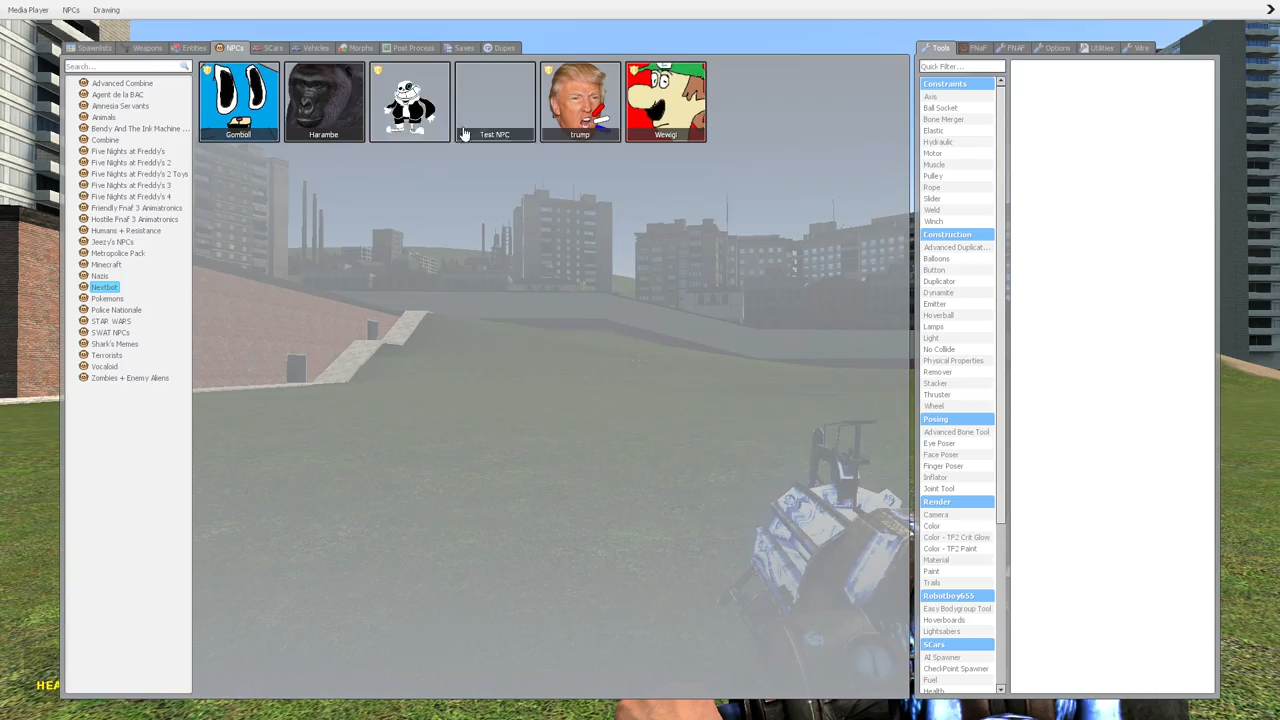 Media Player NPCs Drawing
Spawnlists Weapons Entities NPCs SCars Vehicles Morphs Post Process Saves Dupes
Search...
Advanced Combine
Agent de la BAC
Amnesia Servants
Animals
Bendy And The Ink Machine ...
Combine
Five Nights at Freddy's
Five Nights at Freddy's 2
Five Nights at Freddy's 2 Toys
Five Nights at Freddy's 3
Five Nights at Freddy's 4
Friendly Fnaf 3 Animatronics
Hostile Fnaf 3 Animatronics
Humans + Resistance
Jeezy's NPCs
Metropolice Pack
Minecraft
Nazis
Nextbot
Pokemons
Police Nationale
STAR WARS
SWAT NPCs
Shark's Memes
Terrorists
Vocaloid
Zombies + Enemy Aliens
Gomboll
Harambe
Test NPC
trump
Wewigi
Tools FNaF FNAF Options Utilities Wire
Quick Filter...
Constraints
Axis
Ball Socket
Bone Merger
Elastic
Hydraulic
Motor
Muscle
Pulley
Rope
Slider
Weld
Winch
Construction
Advanced Duplicat...
Balloons
Button
Duplicator
Dynamite
Emitter
Hoverball
Lamps
Light
No Collide
Physical Properties
Remover
Stacker
Thruster
Wheel
Posing
Advanced Bone Tool
Eye Poser
Face Poser
Finger Poser
Inflator
Joint Tool
Render
Camera
Color
Color - TF2 Crit Glow
Color - TF2 Paint
Material
Paint
Trails
Robotboy655
Easy Bodygroup Tool
Hoverboards
Lightsabers
SCars
AI Spawner
CheckPoint Spawner
Fuel
Health
HEA